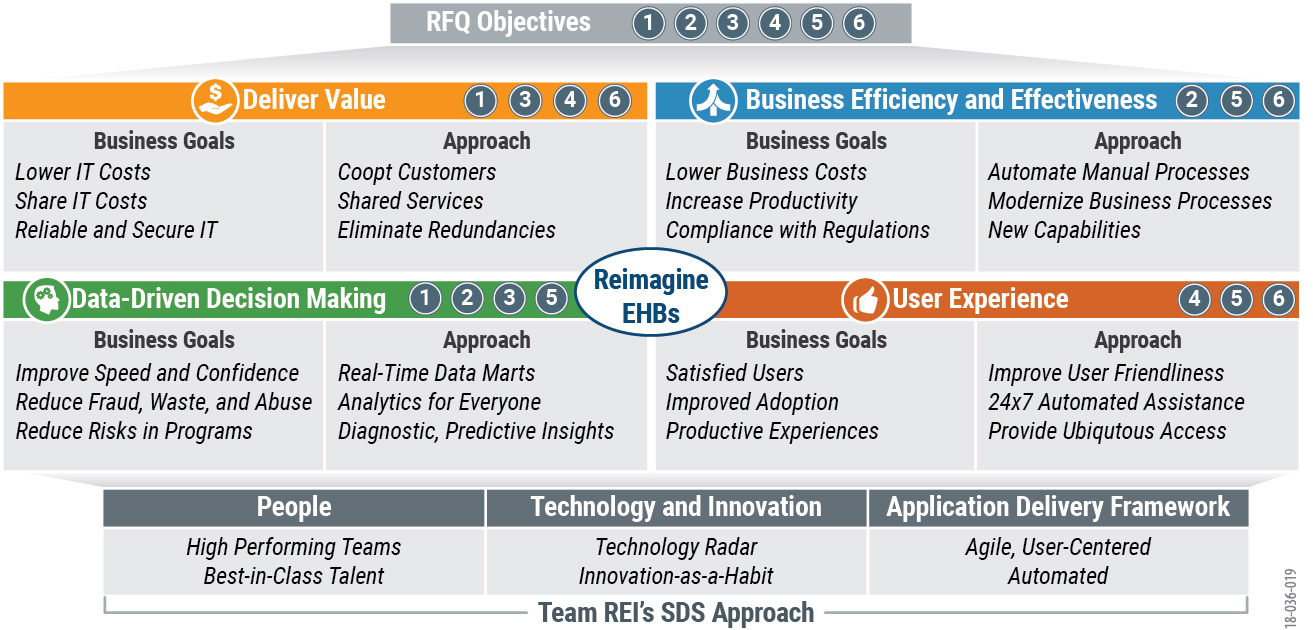 RFQ Objectives 1 2 3 4 5 6
Deliver Value 1 3 4 6
Business Goals
Lower IT Costs
Share IT Costs
Reliable and Secure IT
Approach
Coopt Customers
Shared Services
Eliminate Redundancies
Business Efficiency and Effectiveness 2 5 6
Business Goals
Lower Business Costs
Increase Productivity
Compliance with Regulations
Approach
Automate Manual Processes
Modernize Business Processes
New Capabilities
Reimagine
EHBs
Data-Driven Decision Making 1 2 3 5
Business Goals
Improve Speed and Confidence
Reduce Fraud, Waste, and Abuse
Reduce Risks in Programs
Approach
Real-Time Data Marts
Analytics for Everyone
Diagnostic, Predictive Insights
User Experience 4 5 6
Business Goals
Satisfied Users
Improved Adoption
Productive Experiences
Approach
Improve User Friendliness
24x7 Automated Assistance
Provide Ubiqutous Access
People
High Performing Teams
Best-in-Class Talent
Technology and Innovation
Technology Radar
Innovation-as-a-Habit
Application Delivery Framework
Agile, User-Centered
Automated
Team REI's SDS Approach
18-036-019